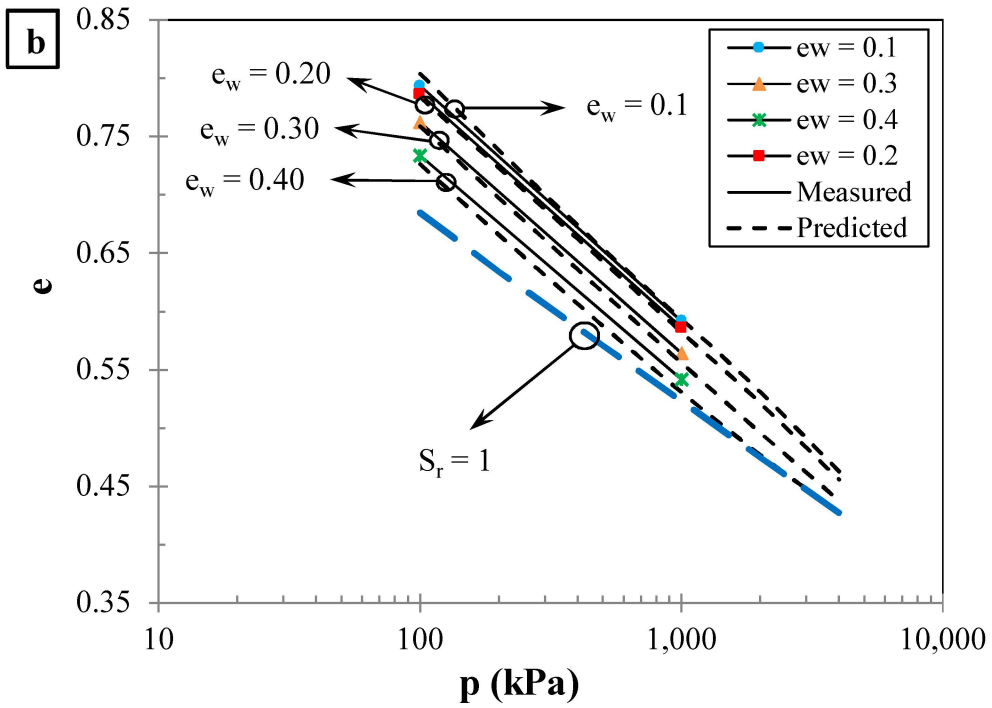 b
0.85
0.75
0.65
0.55
0.45
0.35
e
10
100
1,000
10,000
p (kPa)
e_w = 0.20
e_w = 0.30
e_w = 0.40
e_w = 0.1
S_r = 1
ew = 0.1
ew = 0.3
ew = 0.4
ew = 0.2
Measured
Predicted